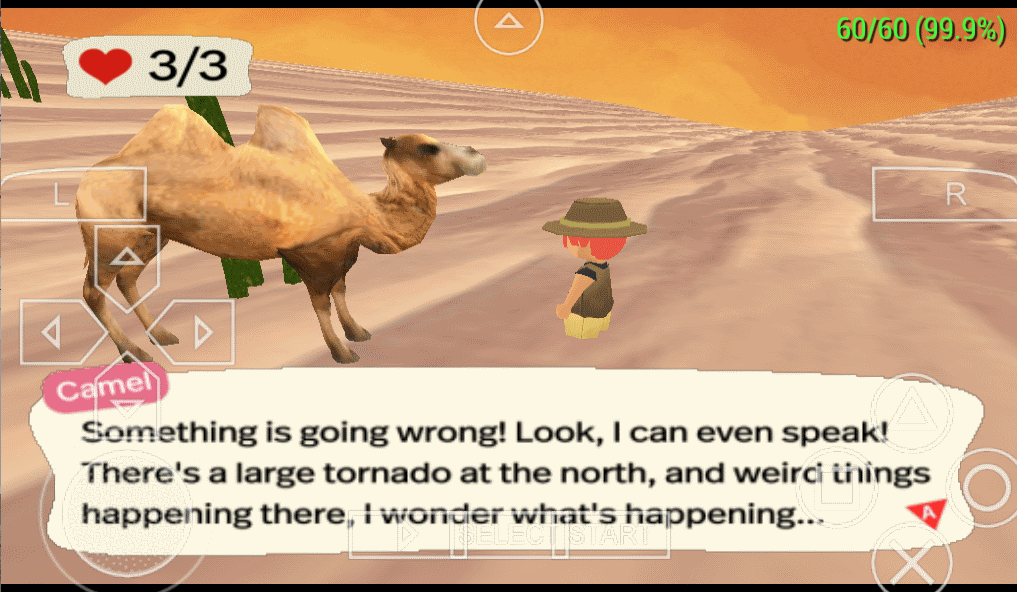 60/60 (99.9%)
3/3
L
R
Camel
Something is going wrong! Look, I can even speak!
There's a large tornado at the north, and weird things
happening there, I wonder what's happening...
A
SELECT START